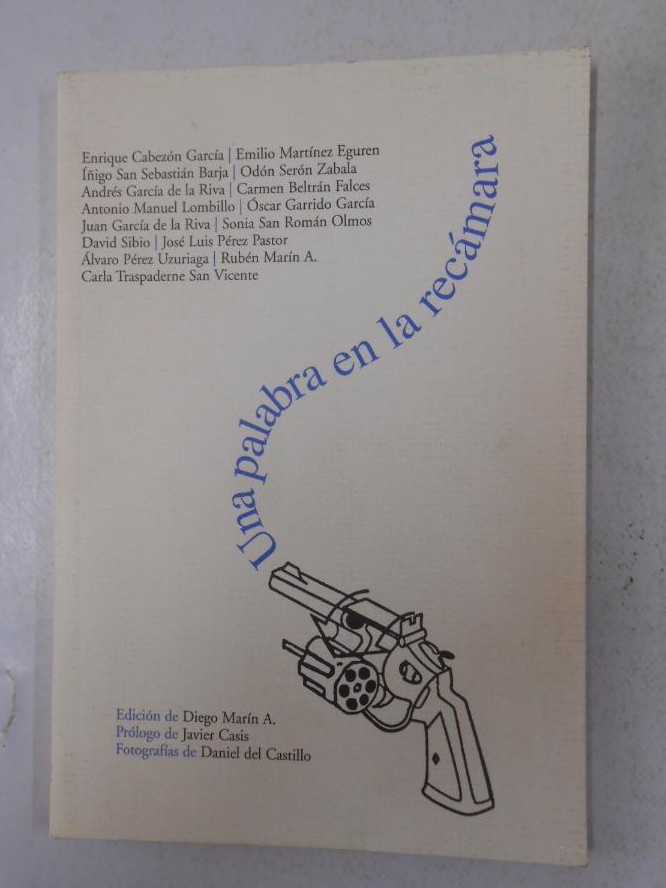 Enrique Cabezón García | Emilio Martínez Eguren
Íñigo San Sebastián Barja | Odón Serón Zabala
Andrés García de la Riva | Carmen Beltrán Falces
Antonio Manuel Lombillo | Óscar Garrido García
Juan García de la Riva | Sonia San Román Olmos
David Sibio | José Luis Pérez Pastor
Álvaro Pérez Uzuriaga | Rubén Marín A.
Carla Traspaderne San Vicente
Una palabra en la recámara
Edición de Diego Marín A.
Prólogo de Javier Casis
Fotografías de Daniel del Castillo